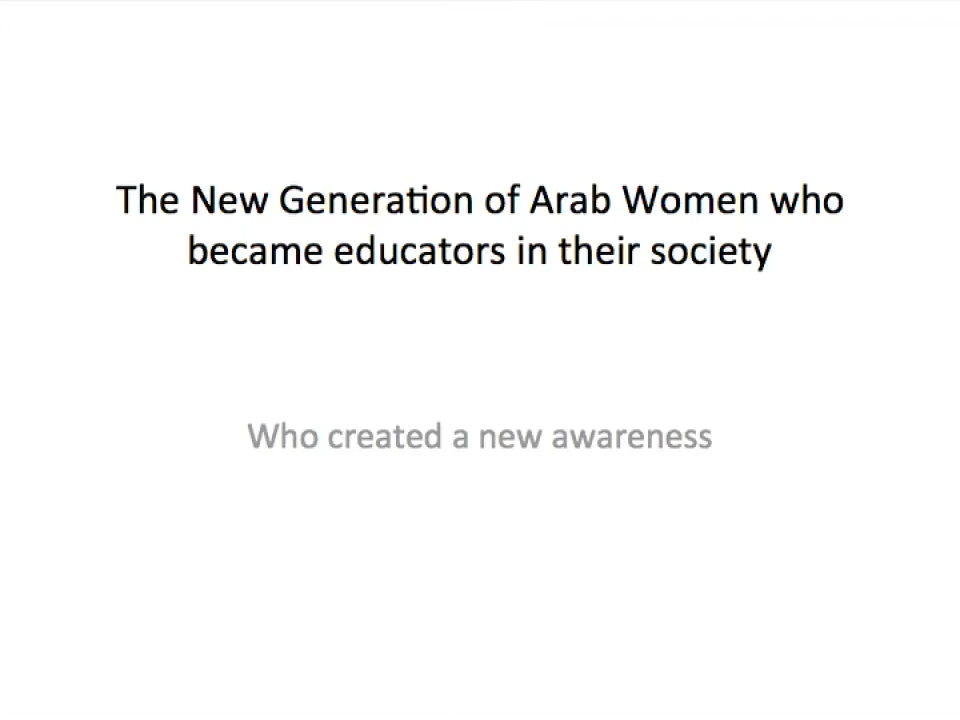 The New Generation of Arab Women who
became educators in their society
Who created a new awareness